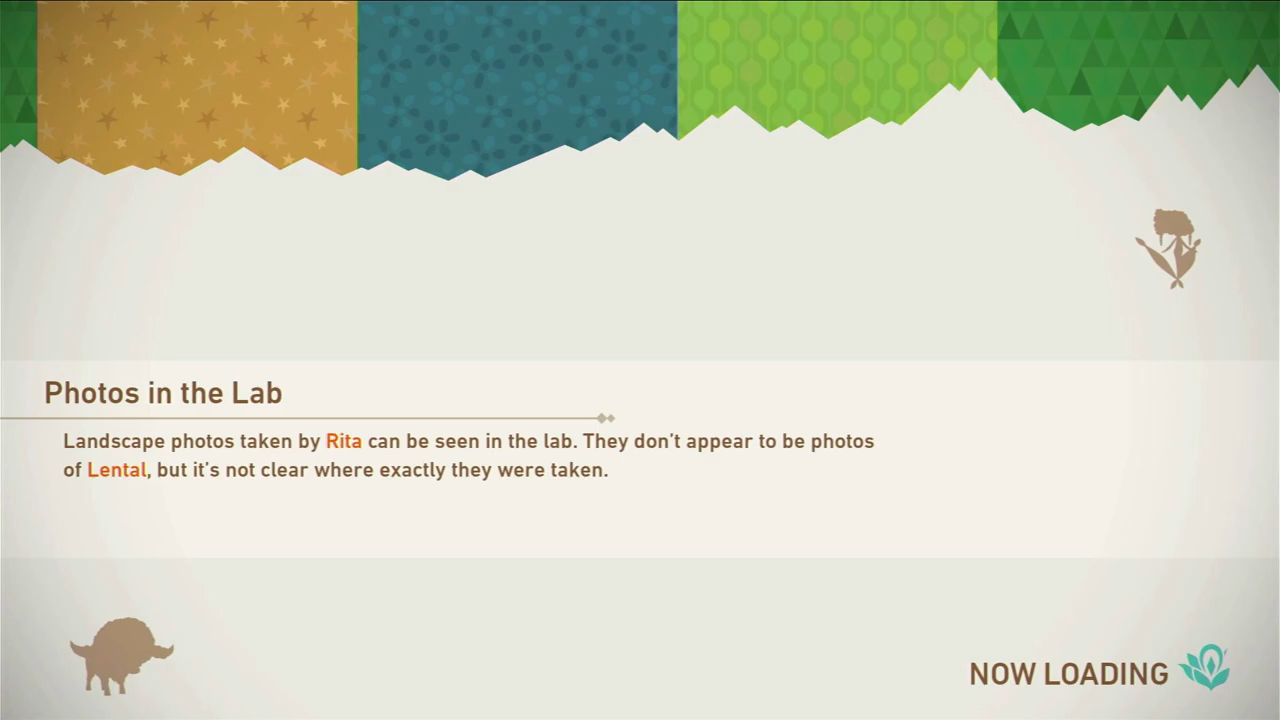 Photos in the Lab
Landscape photos taken by Rita can be seen in the lab. They don't appear to be photos
of Lental, but it's not clear where exactly they were taken.
NOW LOADING